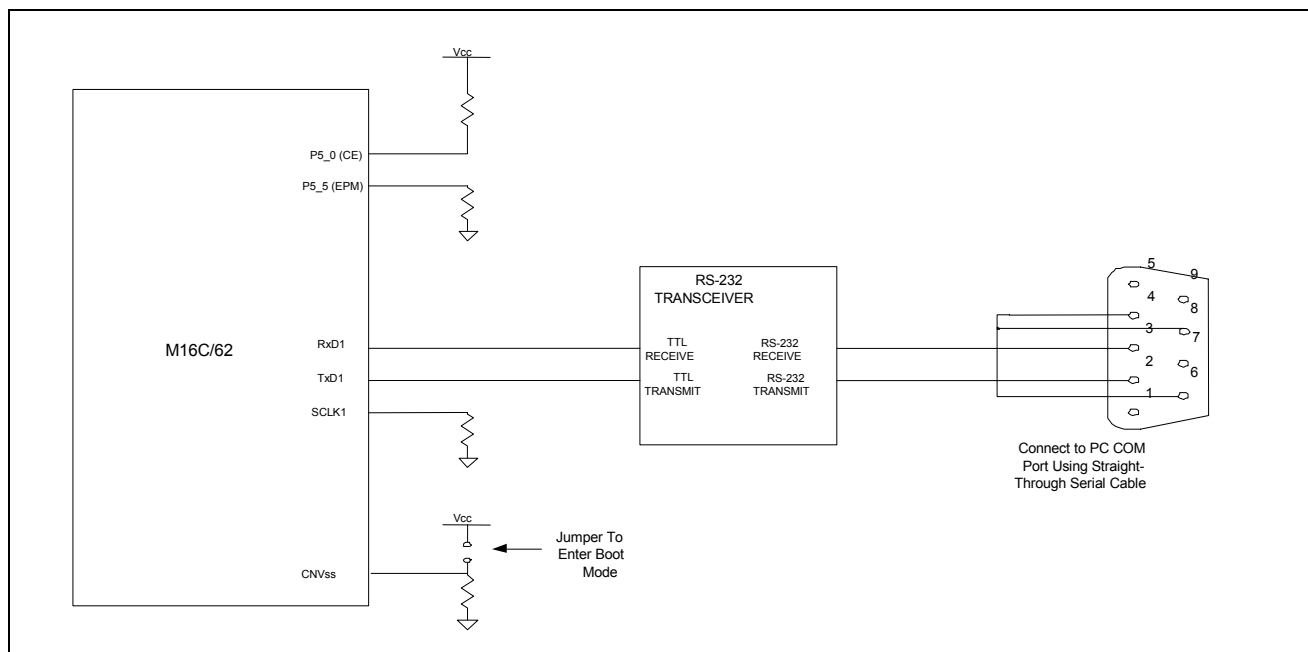 Vcc
P5_0 (CE)
P5_5 (EPM)
M16C/62
RxD1
TxD1
SCLK1
CNVss
Vcc
Jumper To
Enter Boot
Mode
RS-232
TRANSCEIVER
TTL
RECEIVE
RS-232
RECEIVE
TTL
TRANSMIT
RS-232
TRANSMIT
5
9
4
8
3
7
2
6
1
Connect to PC COM
Port Using Straight-
Through Serial Cable